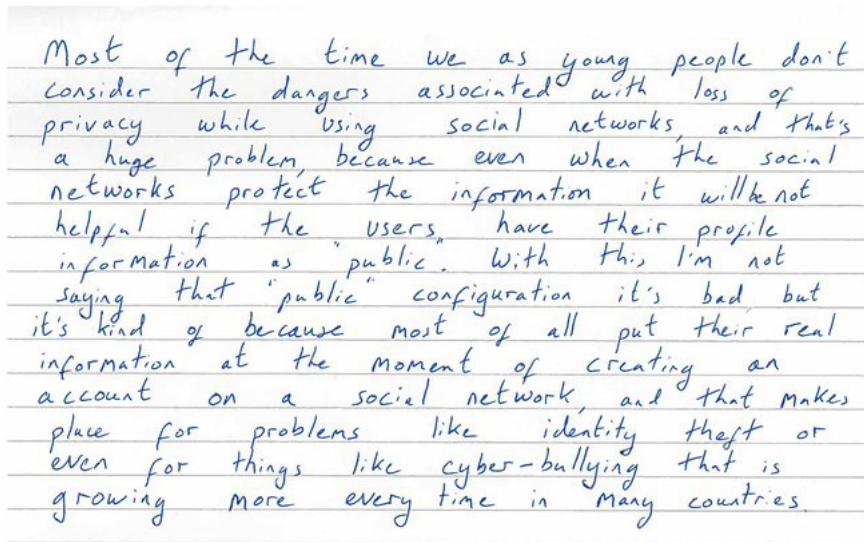 Most of the time we as young people don't
consider the dangers associated with loss of
privacy while using social networks, and that's
a huge problem, because even when the social
networks protect the information it will be not
helpful if the users, have their profile
information as "public". With this I'm not
saying that "public" configuration it's bad, but
it's kind of because most of all put their real
information at the moment of creating an
account on a social network, and that makes
place for problems like identity theft or
even for things like cyber-bullying that is
growing more every time in many countries.